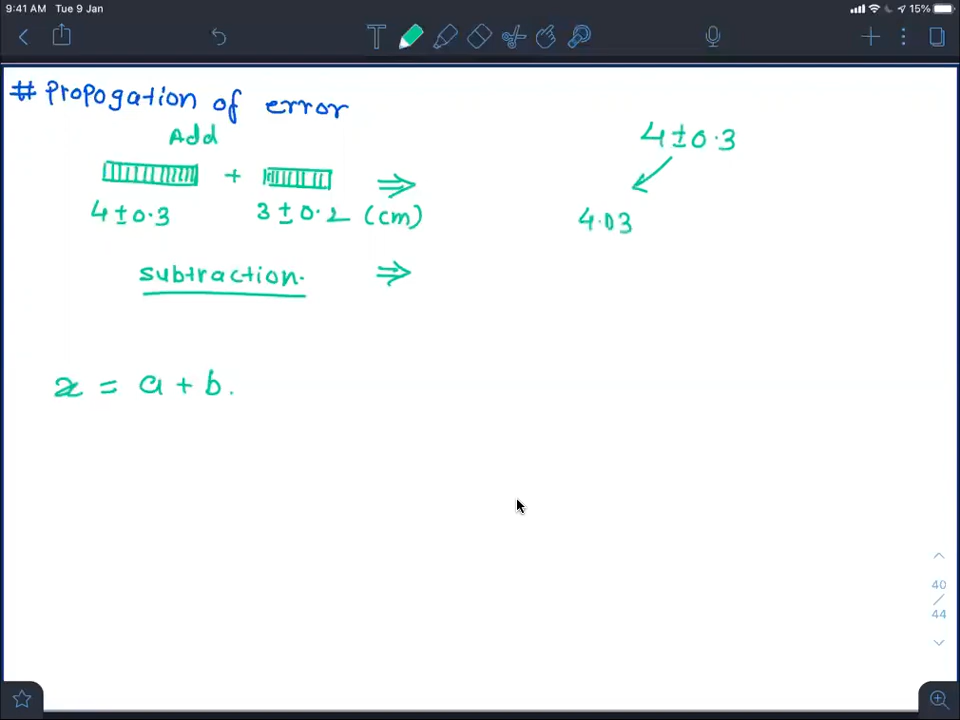 9:41 AM Tue 9 Jan
15%
# Propogation of error
Add
4 ± 0.3
+
⇒
4 ± 0.3
3 ± 0.2 (cm)
4.03
subtraction. ⇒
x = a + b.
40
/
44